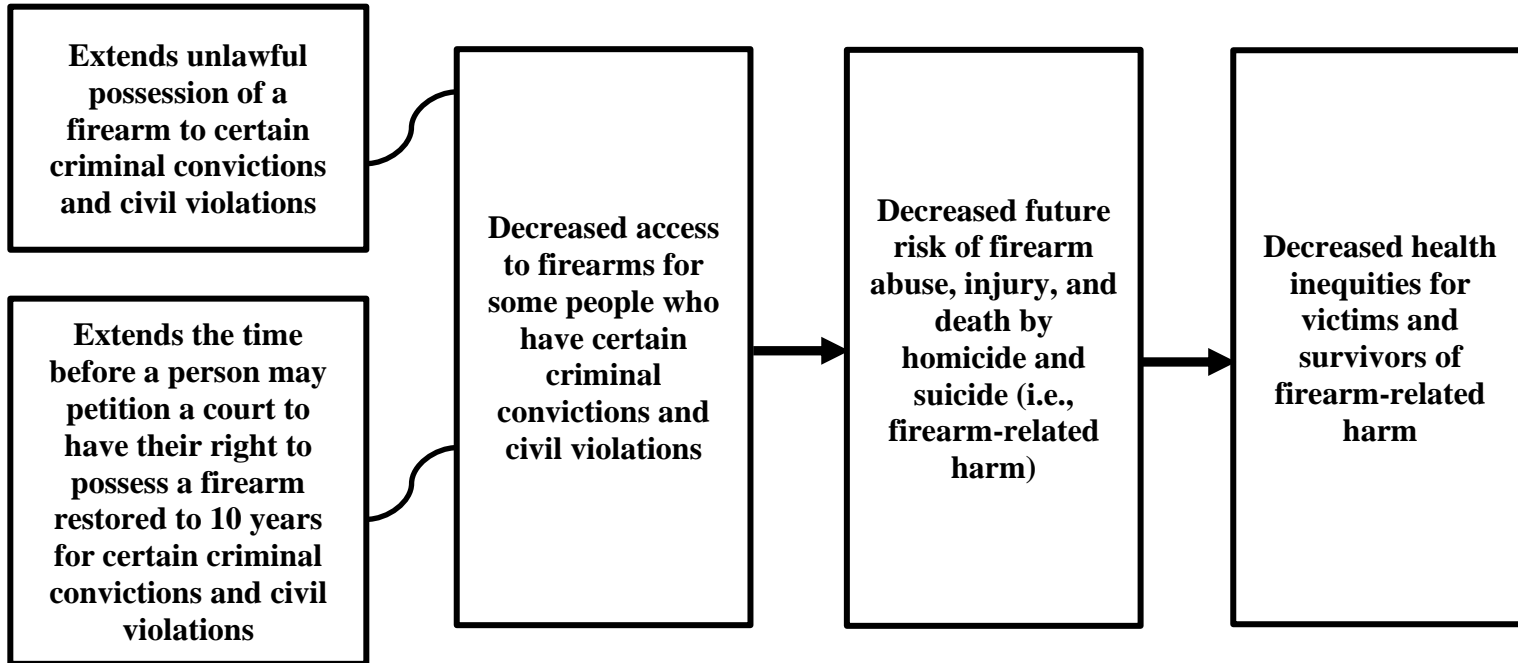 Extends unlawful
possession of a
firearm to certain
criminal convictions
and civil violations
Extends the time
before a person may
petition a court to
have their right to
possess a firearm
restored to 10 years
for certain criminal
convictions and civil
violations
Decreased access
to firearms for
some people who
have certain
criminal
convictions and
civil violations
Decreased future
risk of firearm
abuse, injury, and
death by
homicide and
suicide (i.e.,
firearm-related
harm)
Decreased health
inequities for
victims and
survivors of
firearm-related
harm